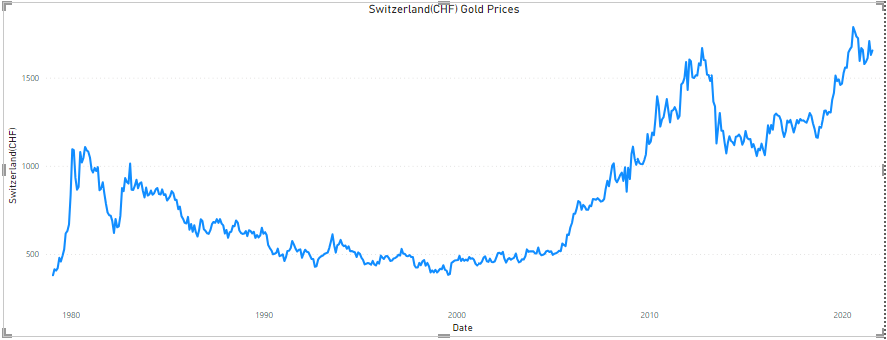 Switzerland(CHF) Gold Prices
1500
1000
500
Switzerland(CHF)
1980 1990 2000 2010 2020
Date